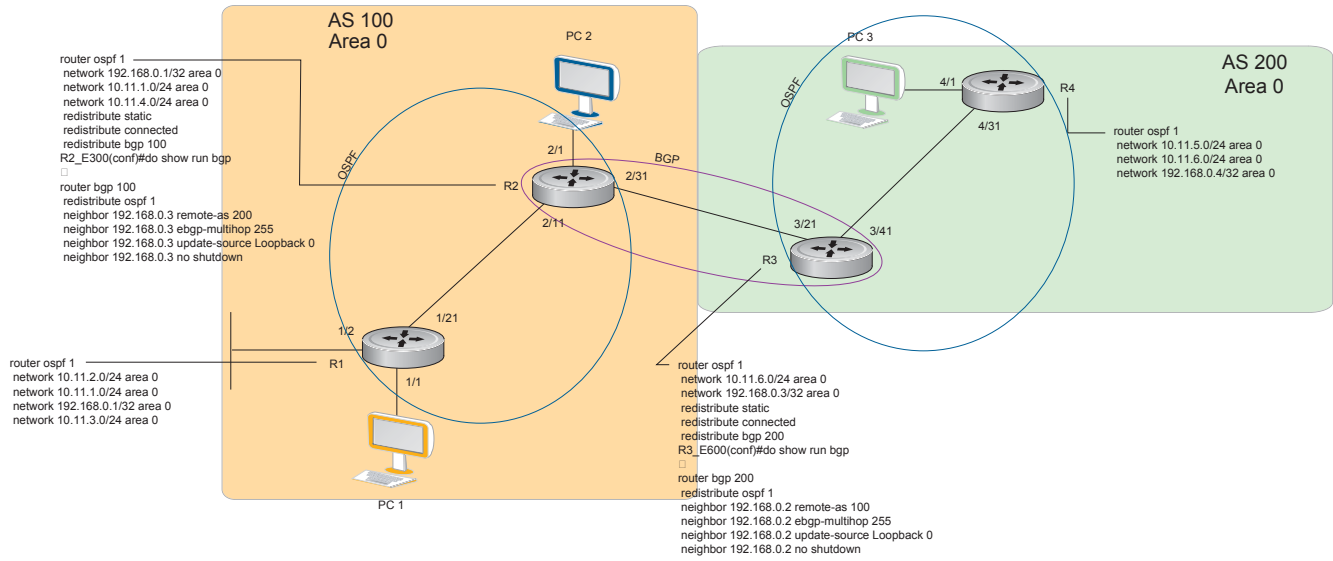 AS 100
Area 0
PC 2
PC 3
AS 200
Area 0
router ospf 1
network 192.168.0.1/32 area 0
network 10.11.1.0/24 area 0
network 10.11.4.0/24 area 0
redistribute static
redistribute connected
redistribute bgp 100
R2_E300(conf)#do show run bgp
router bgp 100
redistribute ospf 1
neighbor 192.168.0.3 remote-as 200
neighbor 192.168.0.3 ebgp-multihop 255
neighbor 192.168.0.3 update-source Loopback 0
neighbor 192.168.0.3 no shutdown
OSPF
2/1
BGP
R2
2/31
2/11
OSPF
4/1
R4
4/31
router ospf 1
network 10.11.5.0/24 area 0
network 10.11.6.0/24 area 0
network 192.168.0.4/32 area 0
3/21
3/41
R3
1/2
1/21
R1
1/1
PC 1
router ospf 1
network 10.11.2.0/24 area 0
network 10.11.1.0/24 area 0
network 192.168.0.1/32 area 0
network 10.11.3.0/24 area 0
router ospf 1
network 10.11.6.0/24 area 0
network 192.168.0.3/32 area 0
redistribute static
redistribute connected
redistribute bgp 200
R3_E600(conf)#do show run bgp
router bgp 200
redistribute ospf 1
neighbor 192.168.0.2 remote-as 100
neighbor 192.168.0.2 ebgp-multihop 255
neighbor 192.168.0.2 update-source Loopback 0
neighbor 192.168.0.2 no shutdown